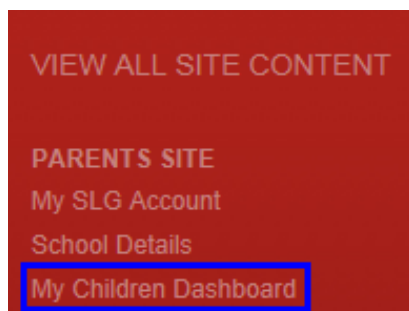 VIEW ALL SITE CONTENT
PARENTS SITE
My SLG Account
School Details
My Children Dashboard